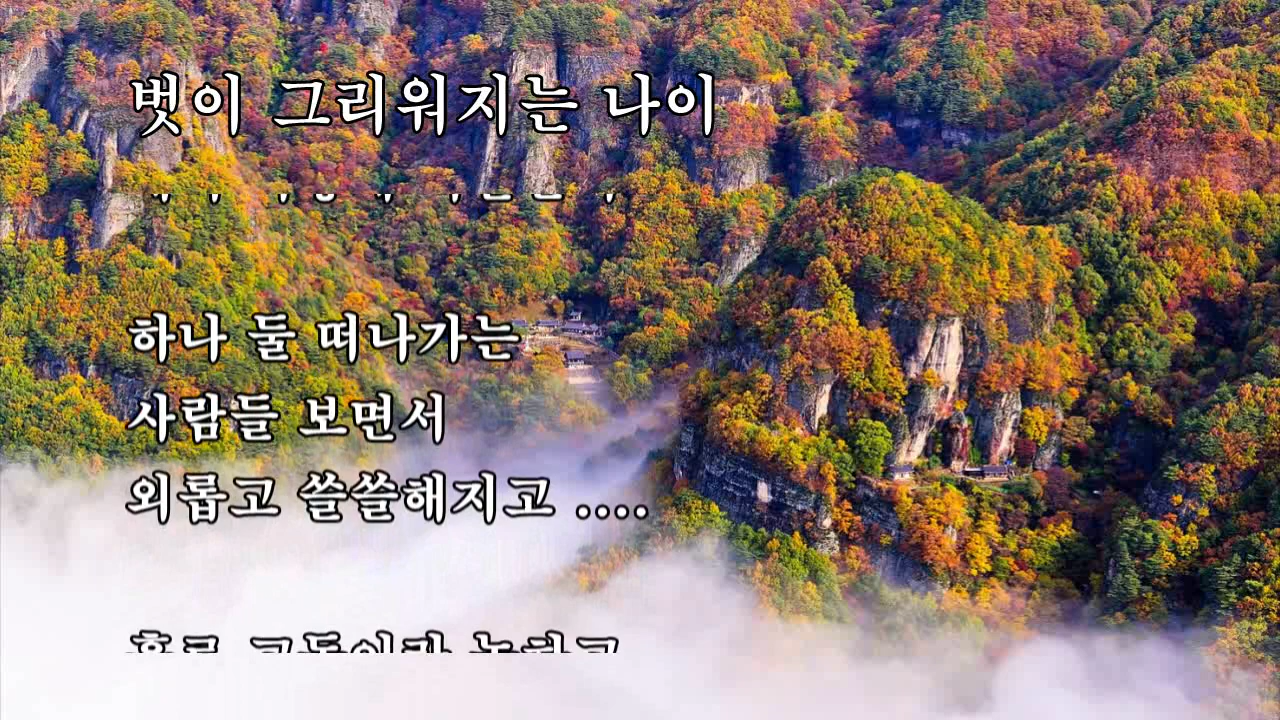 벗이 그리워지는 나이
하나 둘 떠나가는
사람들 보면서
외롭고 쓸쓸해지고 ....